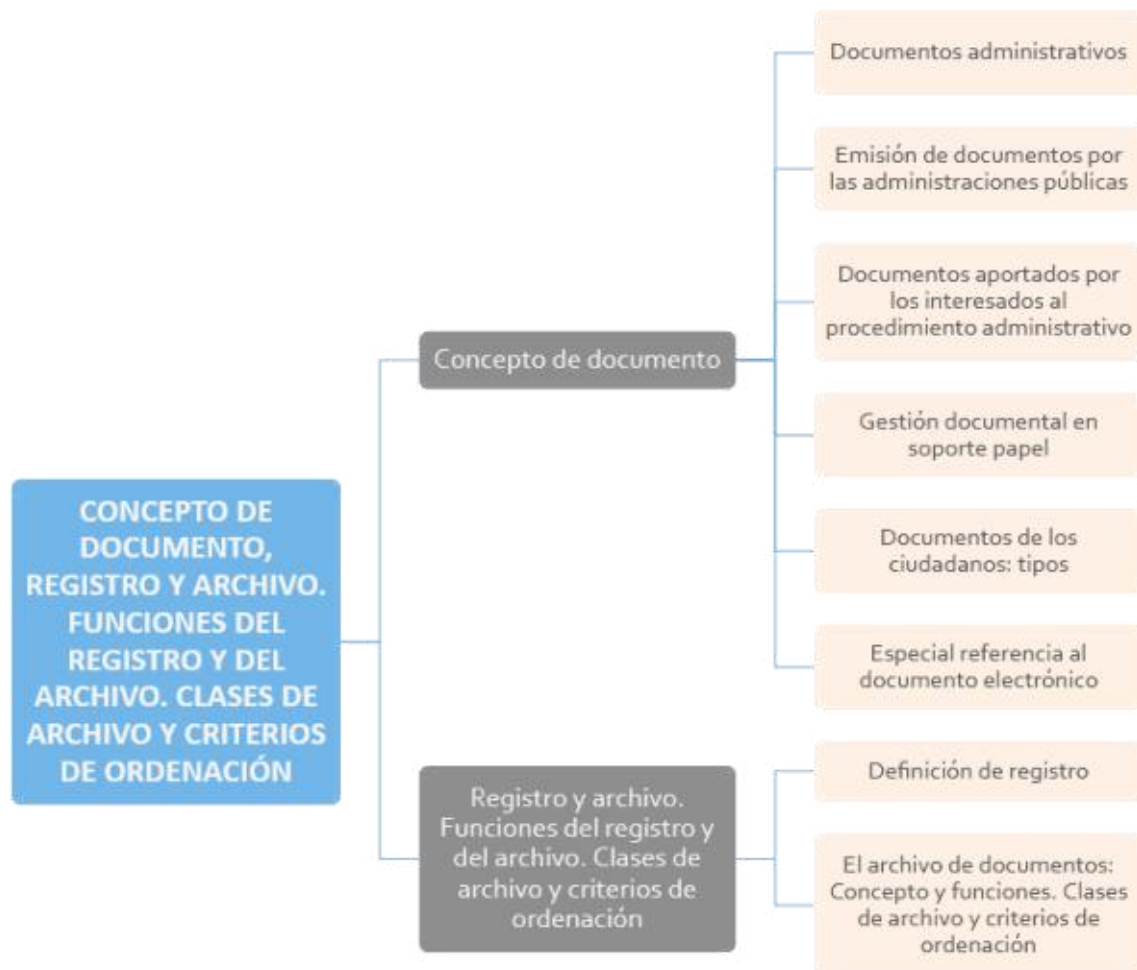 CONCEPTO DE
DOCUMENTO,
REGISTRO Y ARCHIVO.
FUNCIONES DEL
REGISTRO Y DEL
ARCHIVO. CLASES DE
ARCHIVO Y CRITERIOS
DE ORDENACIÓN
Concepto de documento
Documentos administrativos
Emisión de documentos por
las administraciones públicas
Documentos aportados por
los interesados al
procedimiento administrativo
Gestión documental en
soporte papel
Documentos de los
ciudadanos: tipos
Especial referencia al
documento electrónico
Registro y archivo.
Funciones del registro y
del archivo. Clases de
archivo y criterios de
ordenación
Definición de registro
El archivo de documentos:
Concepto y funciones. Clases
de archivo y criterios de
ordenación